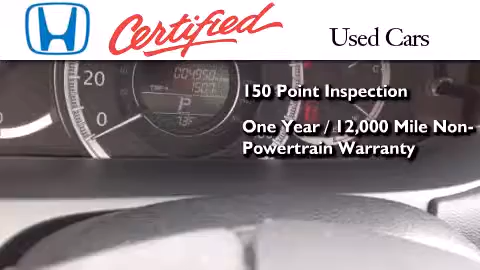 Certified
Used Cars
20
0
P
150 Point Inspection
One Year / 12,000 Mile Non-
Powertrain Warranty